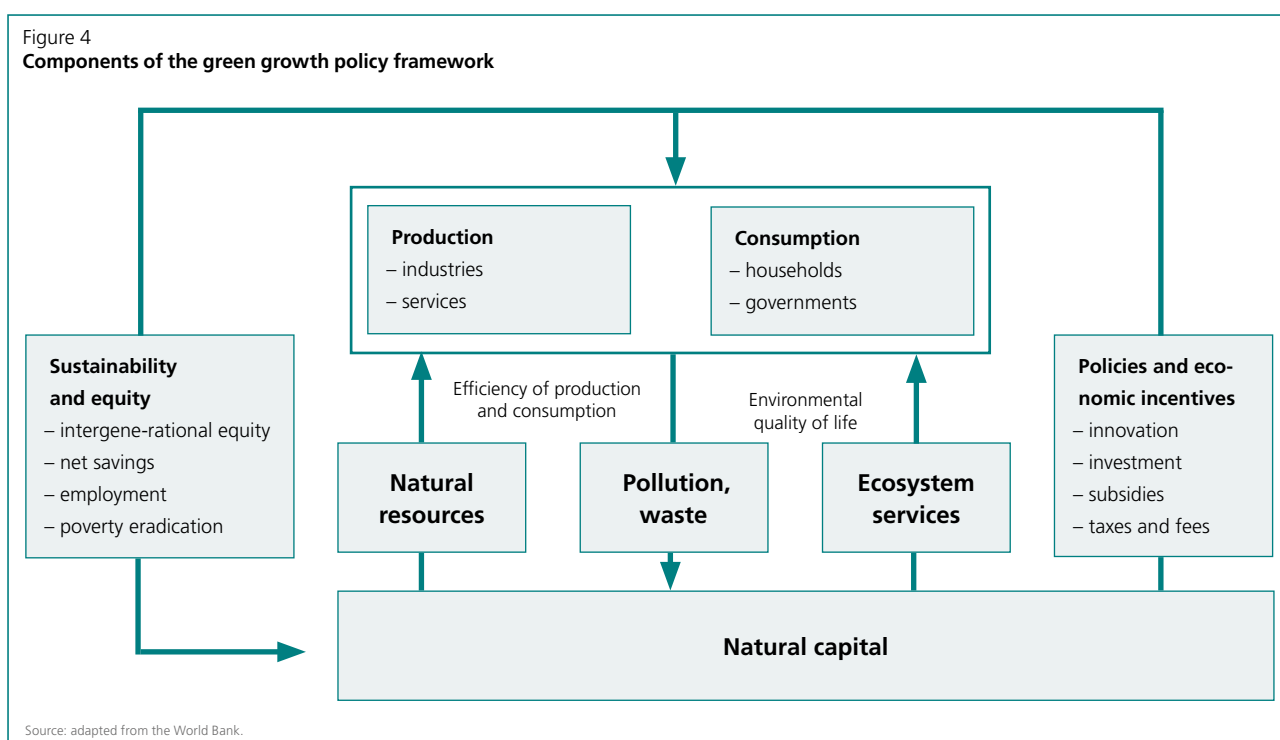 Figure 4
Components of the green growth policy framework
Production
– industries
– services
Consumption
– households
– governments
Sustainability
and equity
– intergene-rational equity
– net savings
– employment
– poverty eradication
Efficiency of production
and consumption
Environmental
quality of life
Policies and eco-
nomic incentives
– innovation
– investment
– subsidies
– taxes and fees
Natural
resources
Pollution,
waste
Ecosystem
services
Natural capital
Source: adapted from the World Bank.